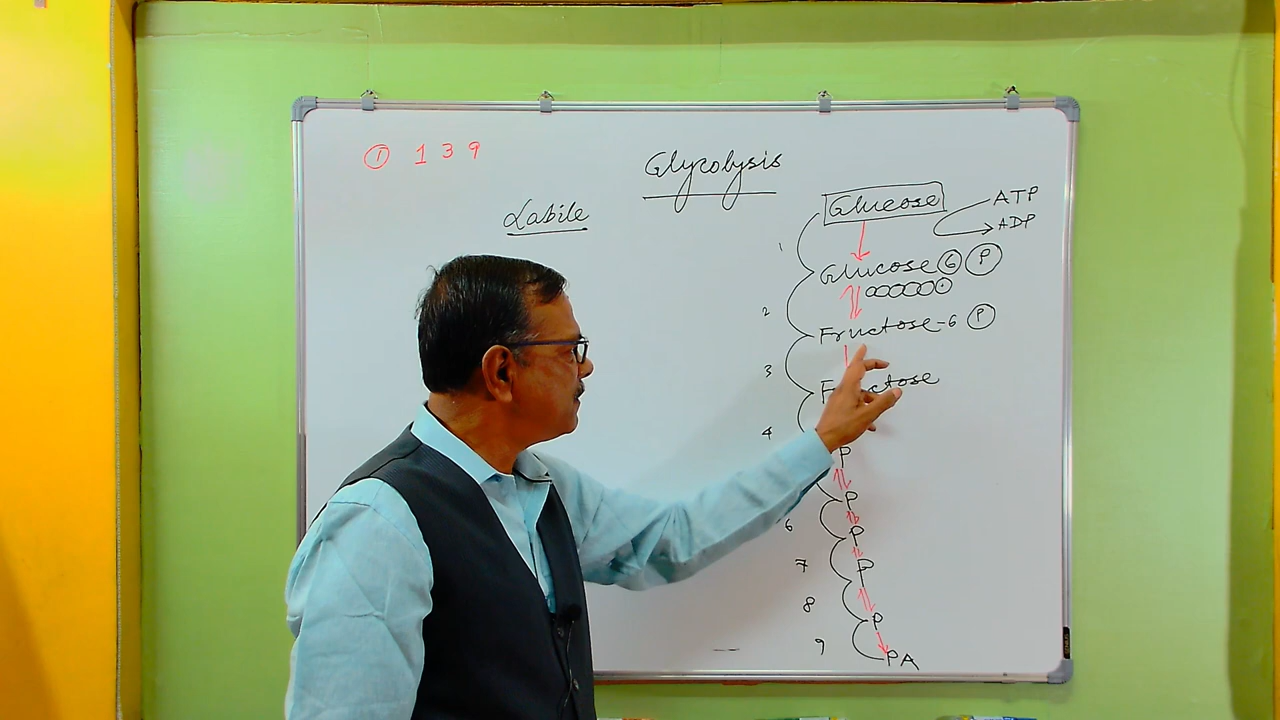 ① 1 3 9
Glycolysis
Labile
Glucose
ATP
ADP
1
Glucose 6 P
2
Fructose-6 P
3
Fructose
4
P
P
6
P
7
P
8
P
9
PA